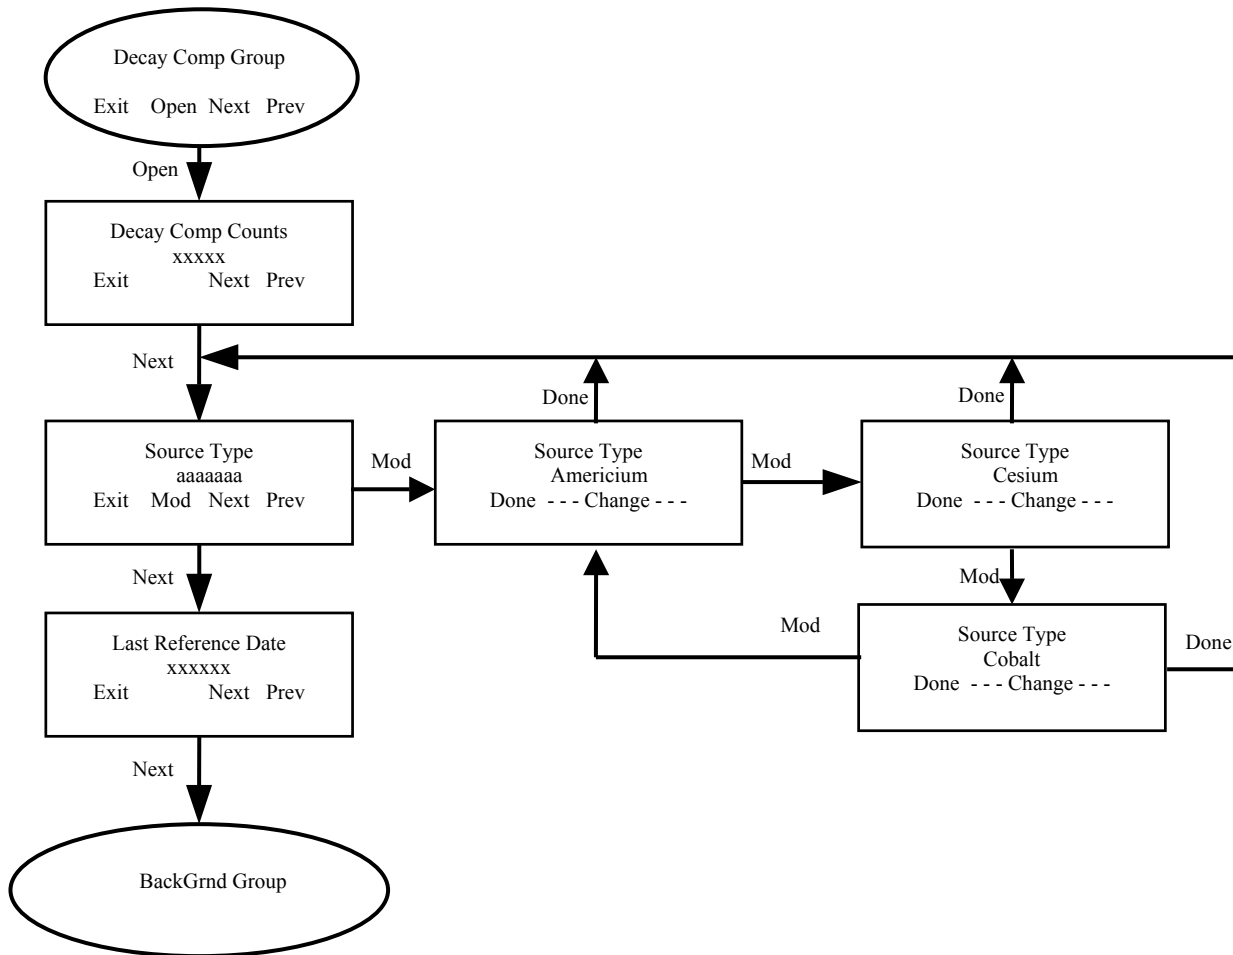 Decay Comp Group
Exit Open Next Prev
Open
Decay Comp Counts
xxxxx
Exit Next Prev
Next
Done
Done
Source Type
aaaaaaa
Exit Mod Next Prev
Mod
Source Type
Americium
Done - - - Change - - -
Mod
Source Type
Cesium
Done - - - Change - - -
Next
Mod
Last Reference Date
xxxxxx
Exit Next Prev
Mod
Source Type
Cobalt
Done - - - Change - - -
Done
Next
BackGrnd Group